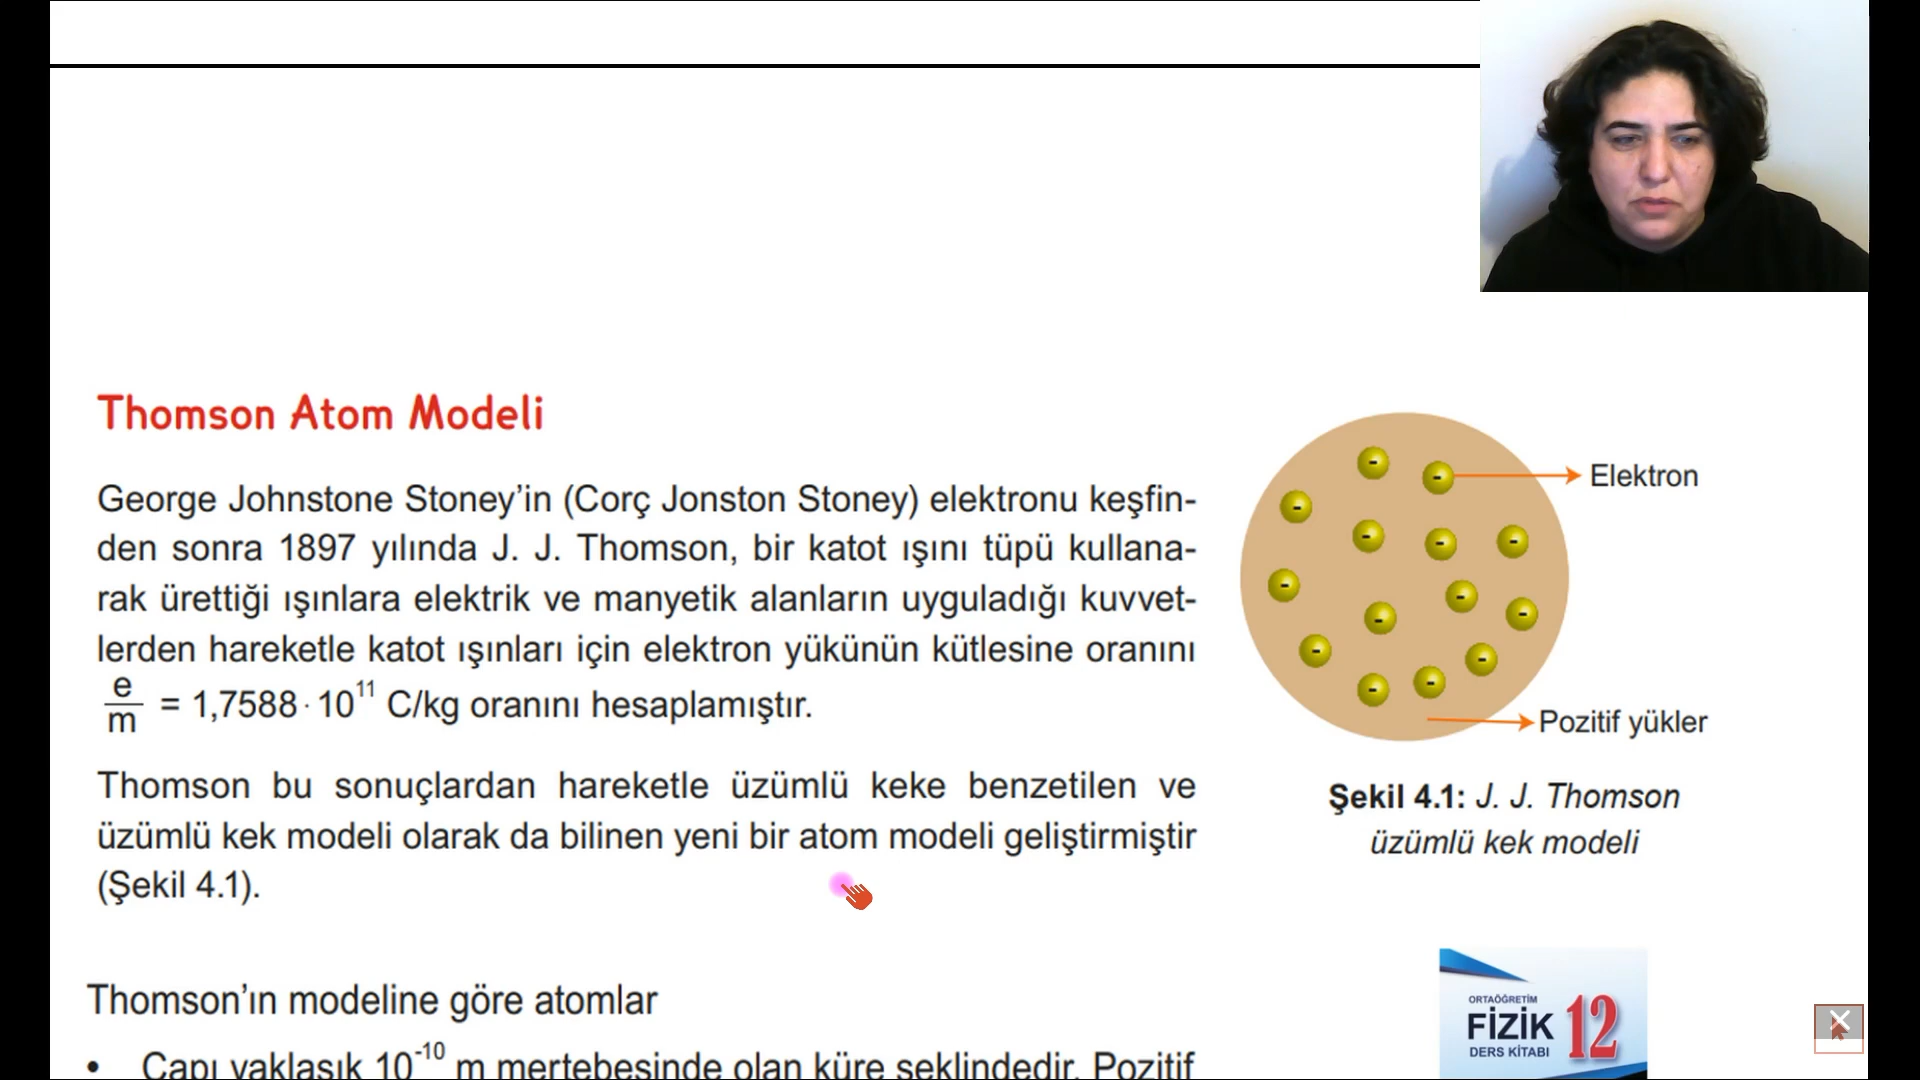 Thomson Atom Modeli
George Johnstone Stoney’in (Corç Jonston Stoney) elektronu keşfin-
den sonra 1897 yılında J. J. Thomson, bir katot ışını tüpü kullana-
rak ürettiği ışınlara elektrik ve manyetik alanların uyguladığı kuvvet-
lerden hareketle katot ışınları için elektron yükünün kütlesine oranını
e/m = 1,7588 · 10¹¹ C/kg oranını hesaplamıştır.
Thomson bu sonuçlardan hareketle üzümlü keke benzetilen ve
üzümlü kek modeli olarak da bilinen yeni bir atom modeli geliştirmiştir
(Şekil 4.1).
Elektron
Pozitif yükler
Şekil 4.1: J. J. Thomson
üzümlü kek modeli
Thomson’ın modeline göre atomlar
• Çapı yaklaşık 10⁻¹⁰ m mertebesinde olan küre şeklindedir. Pozitif
ORTAÖĞRETİM
FİZİK 12
DERS KİTABI